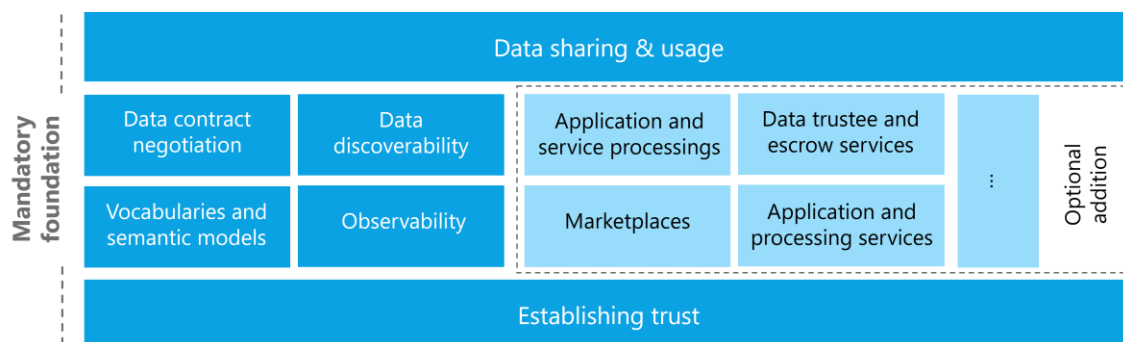 Data sharing & usage
Mandatory
foundation
Data contract
negotiation
Data
discoverability
Application and
service processings
Data trustee and
escrow services
...
Optional
addition
Vocabularies and
semantic models
Observability
Marketplaces
Application and
processing services
Establishing trust